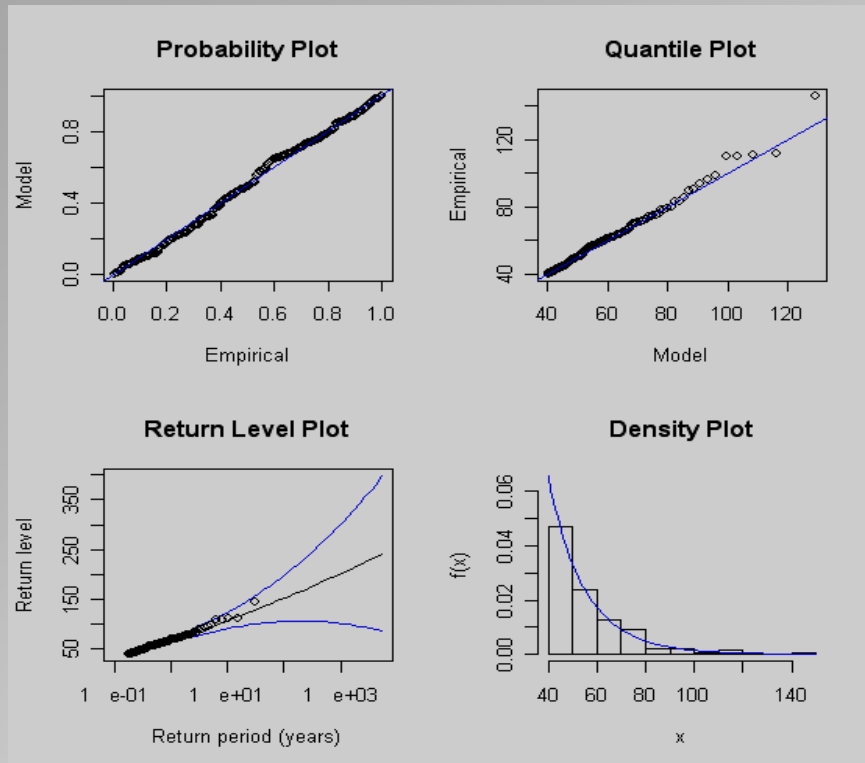 Probability Plot
Model
0.0 0.4 0.8
0.0 0.2 0.4 0.6 0.8 1.0
Empirical
Quantile Plot
Empirical
40 80 120
40 60 80 100 120
Model
Return Level Plot
Return level
50 150 250 350
1 e-01 1 e+01 1 e+03
Return period (years)
Density Plot
f(x)
0.00 0.02 0.04 0.06
40 60 80 100 140
x